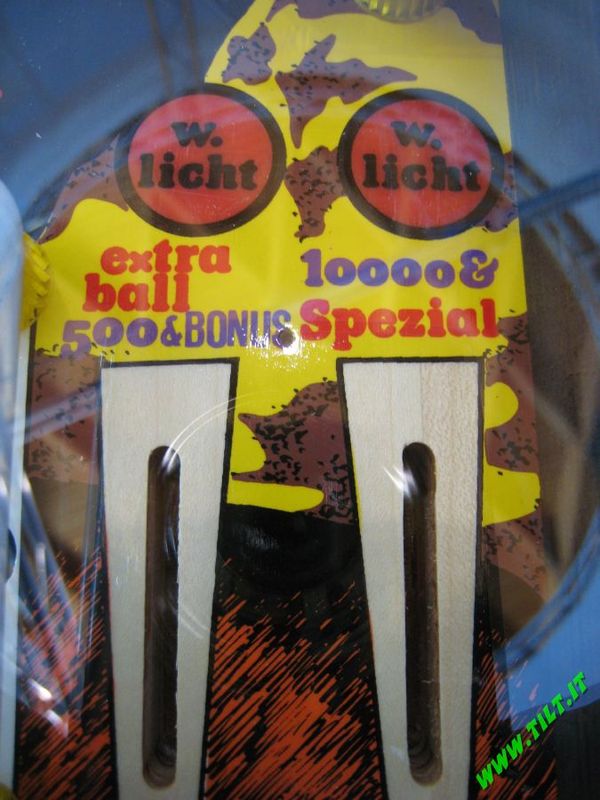 w.
licht
w.
licht
extra
ball
500&BONUS
10000&
Spezial
WWW.TILT.IT